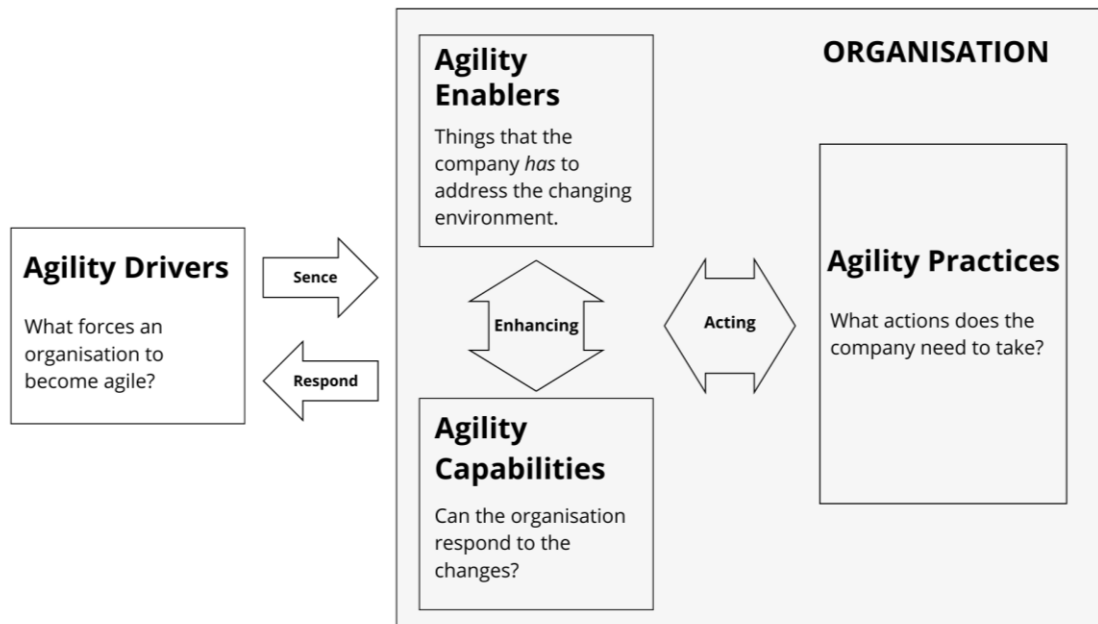 ORGANISATION
Agility
Enablers
Things that the
company has to
address the changing
environment.
Agility Drivers
What forces an
organisation to
become agile?
Sence
Respond
Enhancing
Acting
Agility Practices
What actions does the
company need to take?
Agility
Capabilities
Can the organisation
respond to the
changes?